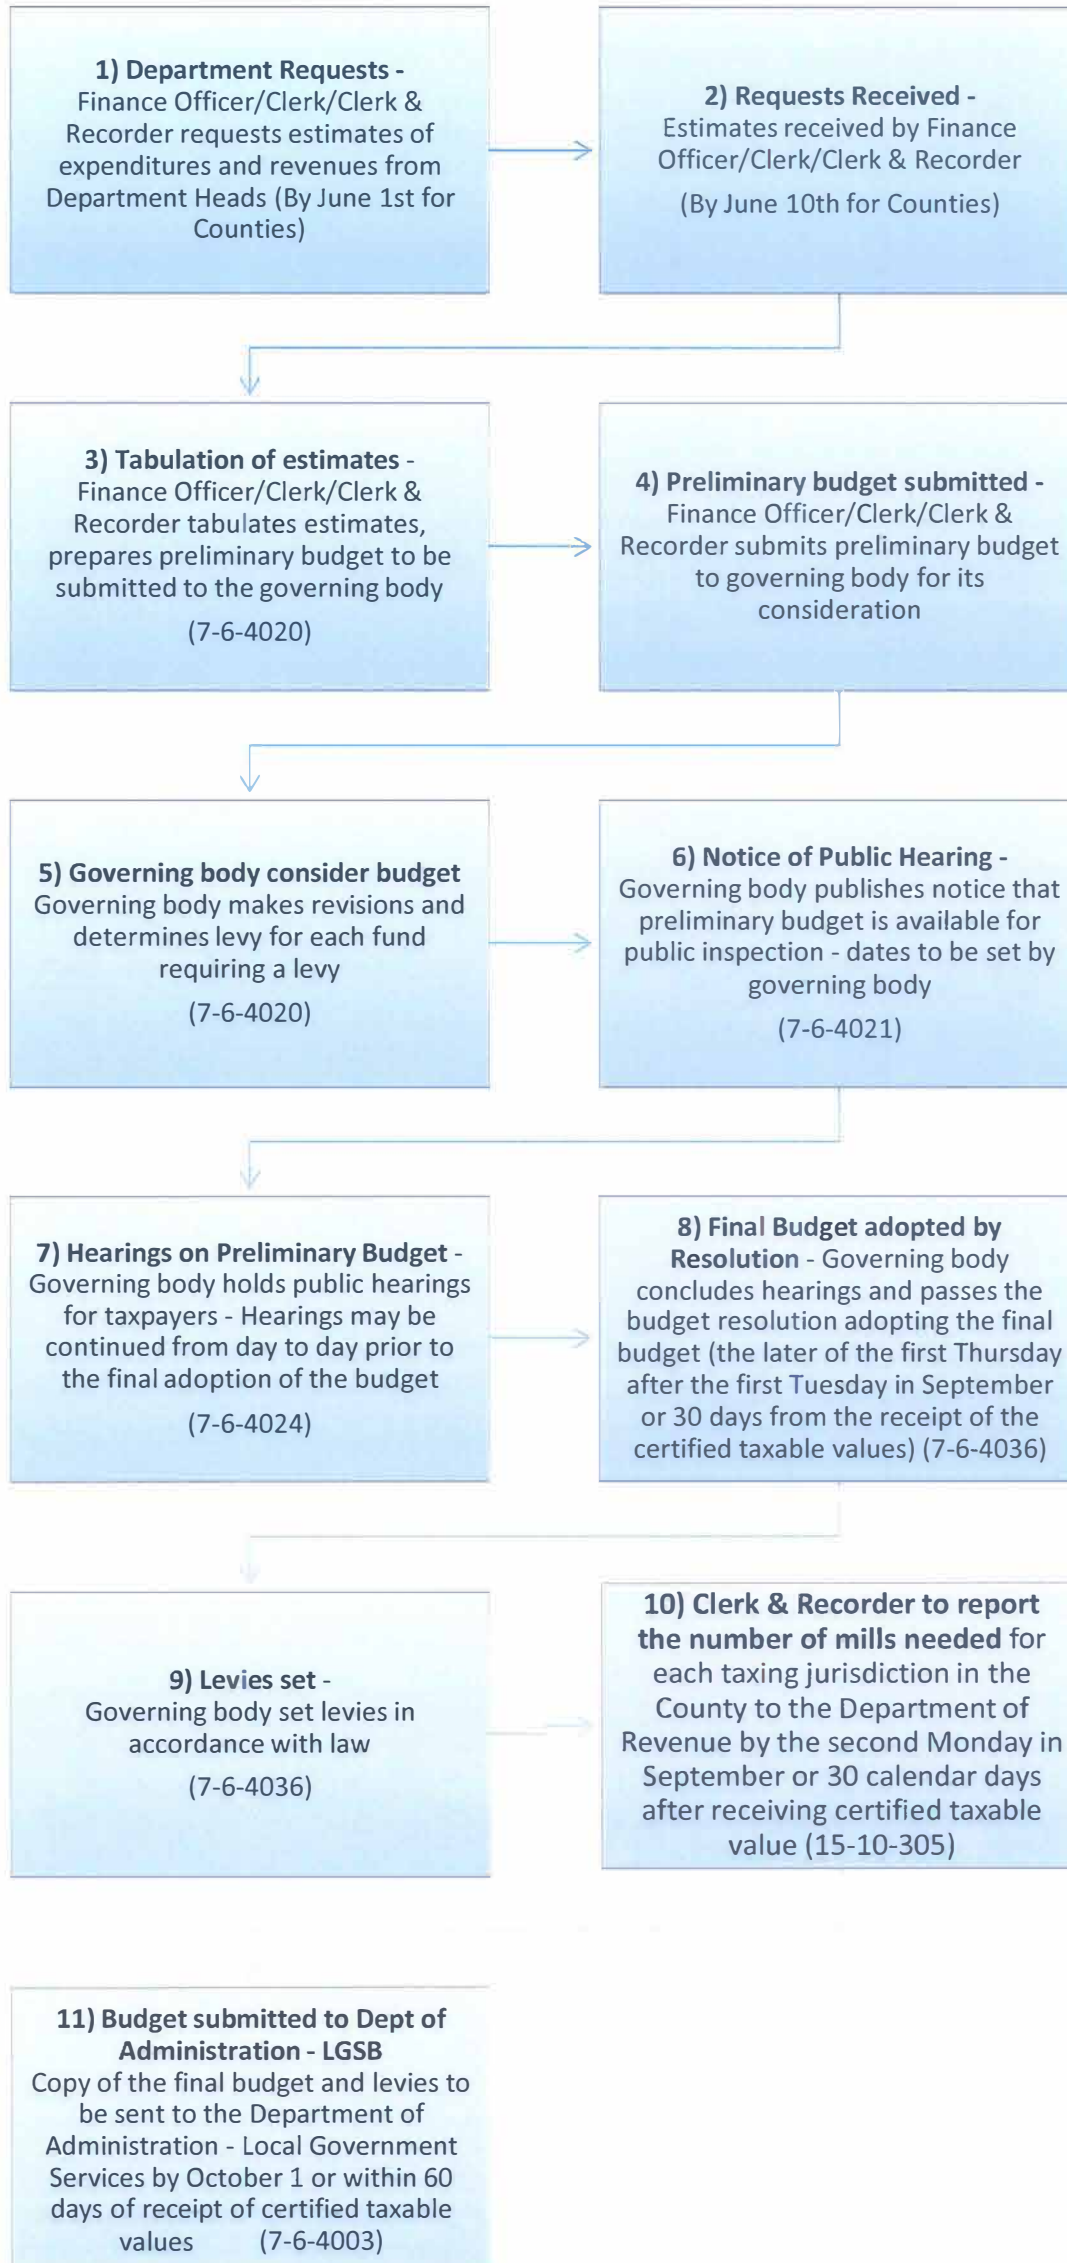 1) Department Requests -
Finance Officer/Clerk/Clerk &
Recorder requests estimates of
expenditures and revenues from
Department Heads (By June 1st for
Counties)
2) Requests Received -
Estimates received by Finance
Officer/Clerk/Clerk & Recorder
(By June 10th for Counties)
3) Tabulation of estimates -
Finance Officer/Clerk/Clerk &
Recorder tabulates estimates,
prepares preliminary budget to be
submitted to the governing body
(7-6-4020)
4) Preliminary budget submitted -
Finance Officer/Clerk/Clerk &
Recorder submits preliminary budget
to governing body for its
consideration
5) Governing body consider budget
Governing body makes revisions and
determines levy for each fund
requiring a levy
(7-6-4020)
6) Notice of Public Hearing -
Governing body publishes notice that
preliminary budget is available for
public inspection - dates to be set by
governing body
(7-6-4021)
7) Hearings on Preliminary Budget -
Governing body holds public hearings
for taxpayers - Hearings may be
continued from day to day prior to
the final adoption of the budget
(7-6-4024)
8) Final Budget adopted by
Resolution - Governing body
concludes hearings and passes the
budget resolution adopting the final
budget (the later of the first Thursday
after the first Tuesday in September
or 30 days from the receipt of the
certified taxable values) (7-6-4036)
9) Levies set -
Governing body set levies in
accordance with law
(7-6-4036)
10) Clerk & Recorder to report
the number of mills needed for
each taxing jurisdiction in the
County to the Department of
Revenue by the second Monday in
September or 30 calendar days
after receiving certified taxable
value (15-10-305)
11) Budget submitted to Dept of
Administration - LGSB
Copy of the final budget and levies to
be sent to the Department of
Administration - Local Government
Services by October 1 or within 60
days of receipt of certified taxable
values (7-6-4003)